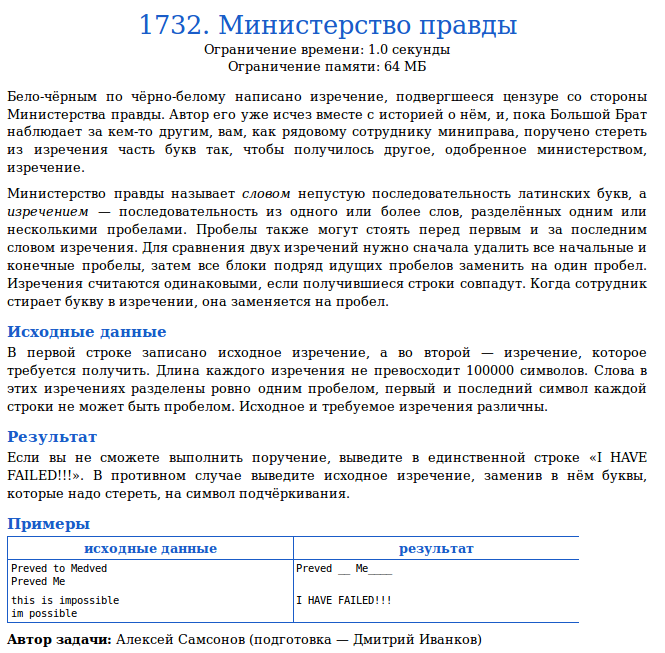 1732. Министерство правды
Ограничение времени: 1.0 секунды
Ограничение памяти: 64 МБ
Бело-чёрным по чёрно-белому написано изречение, подвергшееся цензуре со стороны
Министерства правды. Автор его уже исчез вместе с историей о нём, и, пока Большой Брат
наблюдает за кем-то другим, вам, как рядовому сотруднику миниправа, поручено стереть
из изречения часть букв так, чтобы получилось другое, одобренное министерством,
изречение.
Министерство правды называет словом непустую последовательность латинских букв, а
изречением — последовательность из одного или более слов, разделённых одним или
несколькими пробелами. Пробелы также могут стоять перед первым и за последним
словом изречения. Для сравнения двух изречений нужно сначала удалить все начальные и
конечные пробелы, затем все блоки подряд идущих пробелов заменить на один пробел.
Изречения считаются одинаковыми, если получившиеся строки совпадут. Когда сотрудник
стирает букву в изречении, она заменяется на пробел.
Исходные данные
В первой строке записано исходное изречение, а во второй — изречение, которое
требуется получить. Длина каждого изречения не превосходит 100000 символов. Слова в
этих изречениях разделены ровно одним пробелом, первый и последний символ каждой
строки не может быть пробелом. Исходное и требуемое изречения различны.
Результат
Если вы не сможете выполнить поручение, выведите в единственной строке «I HAVE
FAILED!!!». В противном случае выведите исходное изречение, заменив в нём буквы,
которые надо стереть, на символ подчёркивания.
Примеры
исходные данные результат
Preved to Medved Preved __ Me____
Preved Me
this is impossible I HAVE FAILED!!!
im possible
Автор задачи: Алексей Самсонов (подготовка — Дмитрий Иванков)